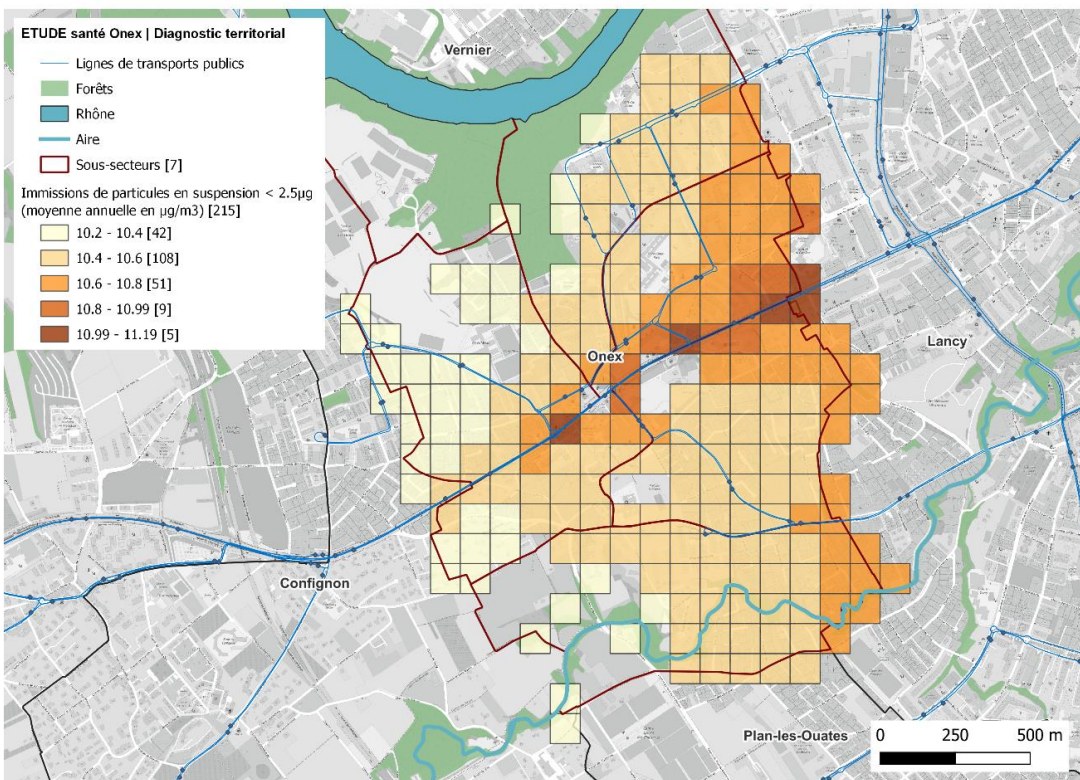 ETUDE santé Onex | Diagnostic territorial
Lignes de transports publics
Forêts
Rhône
Aire
Sous-secteurs [7]
Immissions de particules en suspension < 2.5µg
(moyenne annuelle en µg/m3) [215]
10.2 - 10.4 [42]
10.4 - 10.6 [108]
10.6 - 10.8 [51]
10.8 - 10.99 [9]
10.99 - 11.19 [5]
Vernier
Onex
Lancy
Confignon
Plan-les-Ouates
0 250 500 m